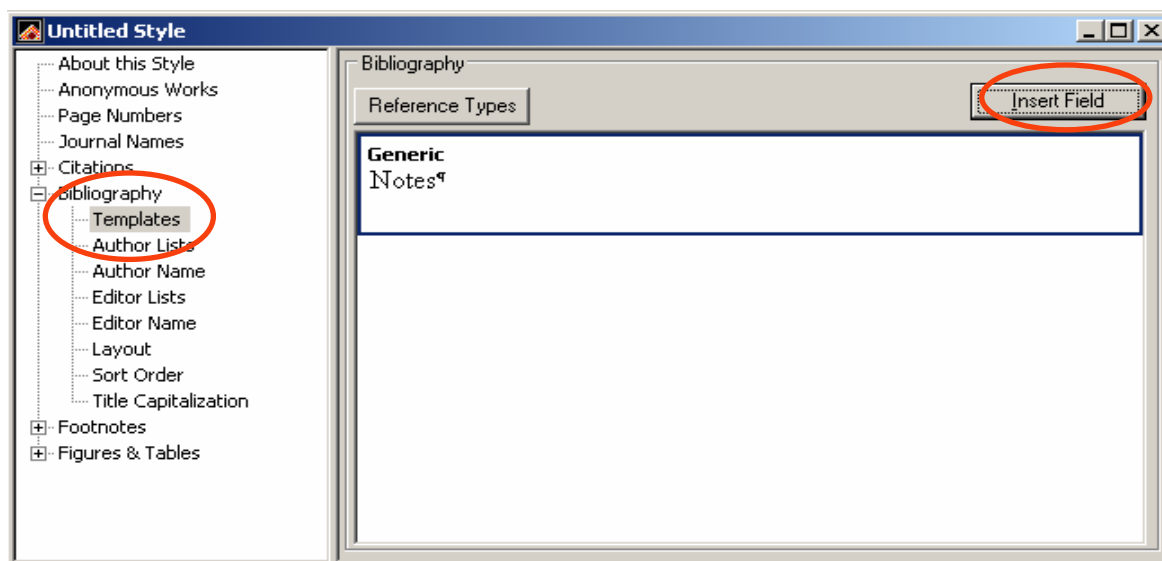 Untitled Style
About this Style
Anonymous Works
Page Numbers
Journal Names
Citations
Bibliography
Templates
Author Lists
Author Name
Editor Lists
Editor Name
Layout
Sort Order
Title Capitalization
Footnotes
Figures & Tables
Bibliography
Reference Types
Insert Field
Generic
Notes¶